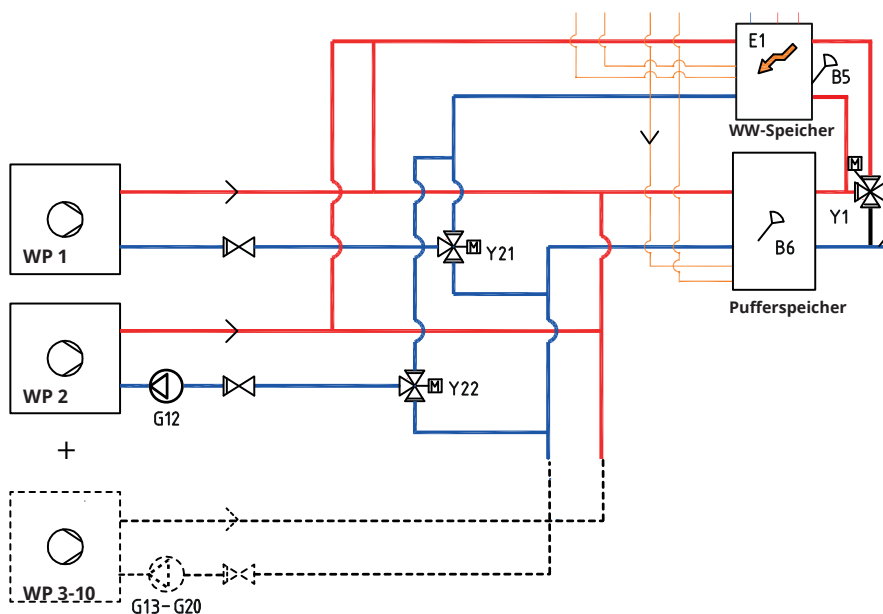 E1
B5
WW-Speicher
M
Y1
WP 1
M
Y21
B6
Pufferspeicher
WP 2
G12
M
Y22
+
WP 3-10
G13-G20